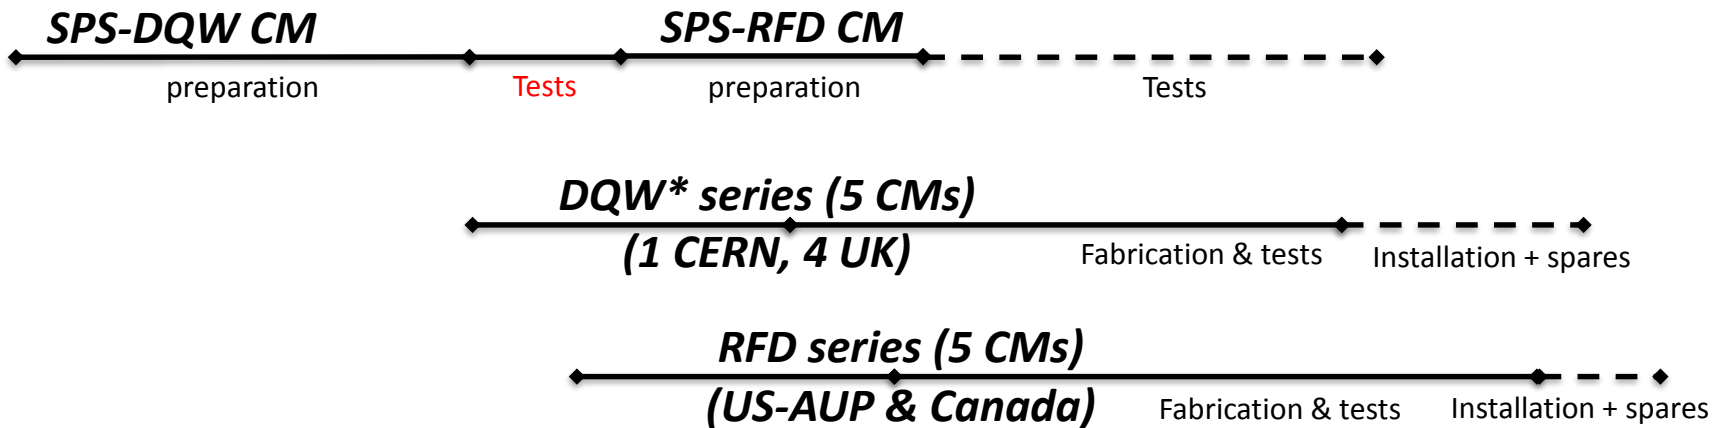 SPS-DQW CM
SPS-RFD CM
preparation
Tests
preparation
Tests
DQW* series (5 CMs)
(1 CERN, 4 UK)
Fabrication & tests
Installation + spares
RFD series (5 CMs)
(US-AUP & Canada)
Fabrication & tests
Installation + spares